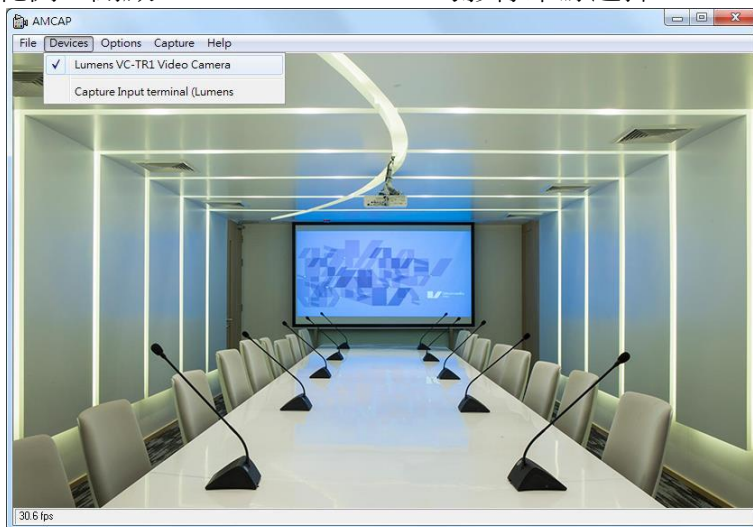 AMCAP
File Devices Options Capture Help
Lumens VC-TR1 Video Camera
Capture Input terminal (Lumens
30.6 fps